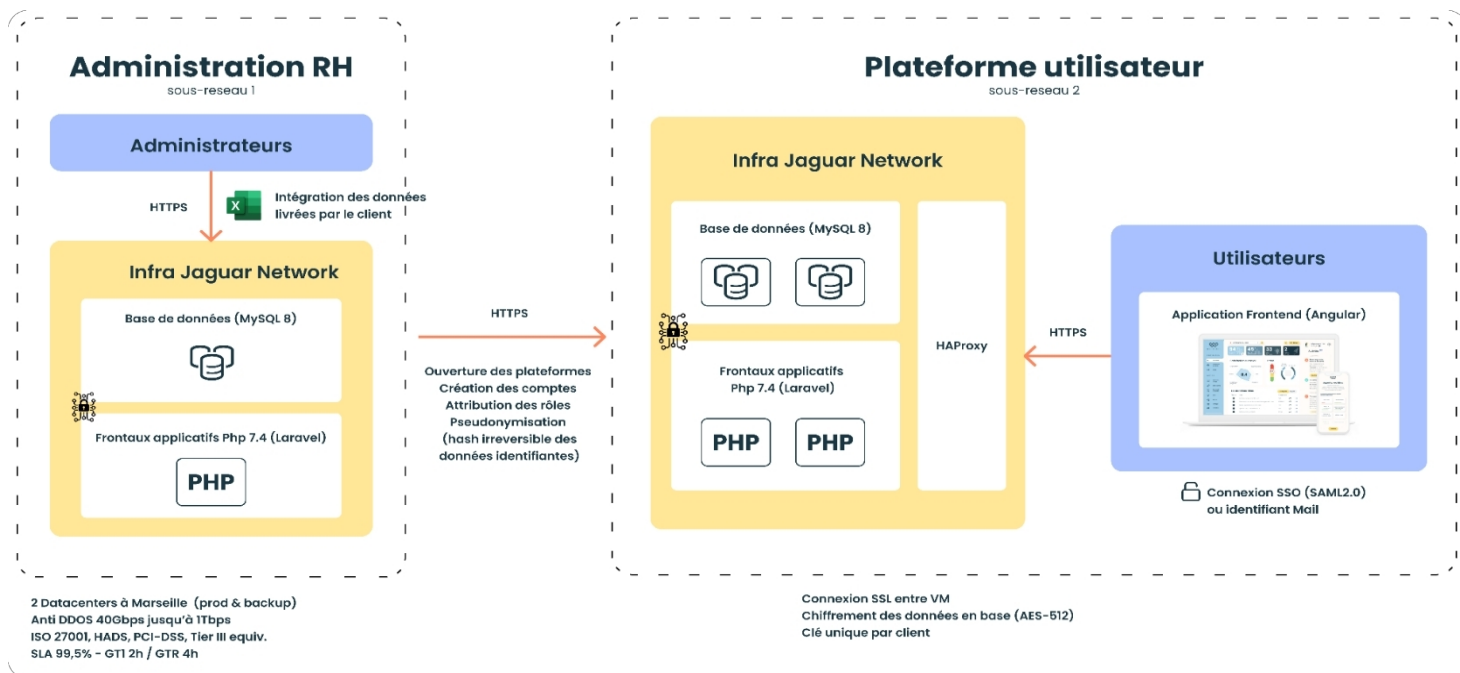 Administration RH
sous-reseau 1
Administrateurs
HTTPS
X
Intégration des données
livrées par le client
Infra Jaguar Network
Base de données (MySQL 8)
Frontaux applicatifs Php 7.4 (Laravel)
PHP
2 Datacenters à Marseille (prod & backup)
Anti DDOS 40Gbps jusqu'à 1Tbps
ISO 27001, HADS, PCI-DSS, Tier III equiv.
SLA 99,5% - GTI 2h / GTR 4h
HTTPS
Ouverture des plateformes
Création des comptes
Attribution des rôles
Pseudonymisation
(hash irreversible des
données identifiantes)
Plateforme utilisateur
sous-reseau 2
Infra Jaguar Network
Base de données (MySQL 8)
Frontaux applicatifs
Php 7.4 (Laravel)
PHP
PHP
HAProxy
HTTPS
Utilisateurs
Application Frontend (Angular)
Connexion SSO (SAML2.0)
ou identifiant Mail
Connexion SSL entre VM
Chiffrement des données en base (AES-512)
Clé unique par client